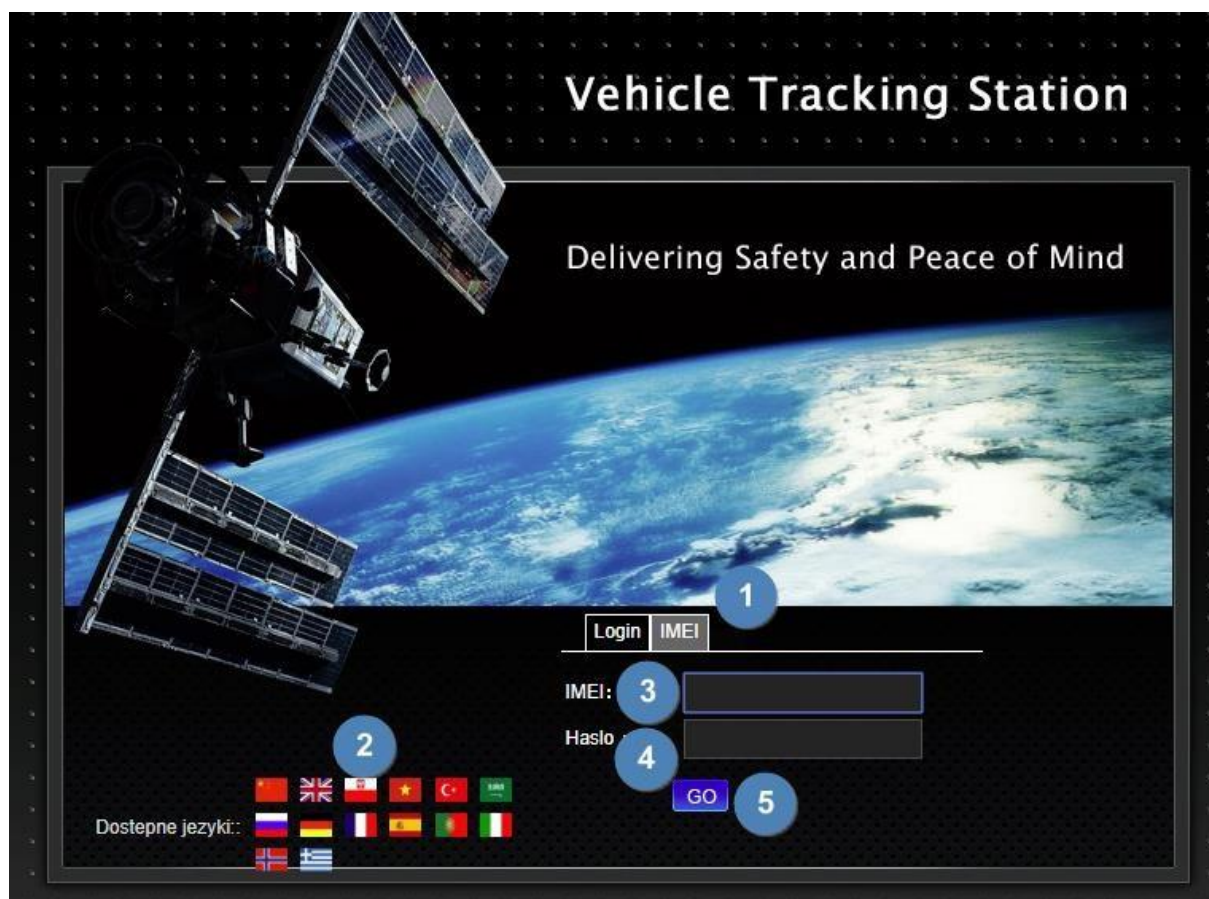 Vehicle Tracking Station
Delivering Safety and Peace of Mind
1
Login IMEI
IMEI: 3
2
Haslo :
4
GO 5
Dostepne jezyki::